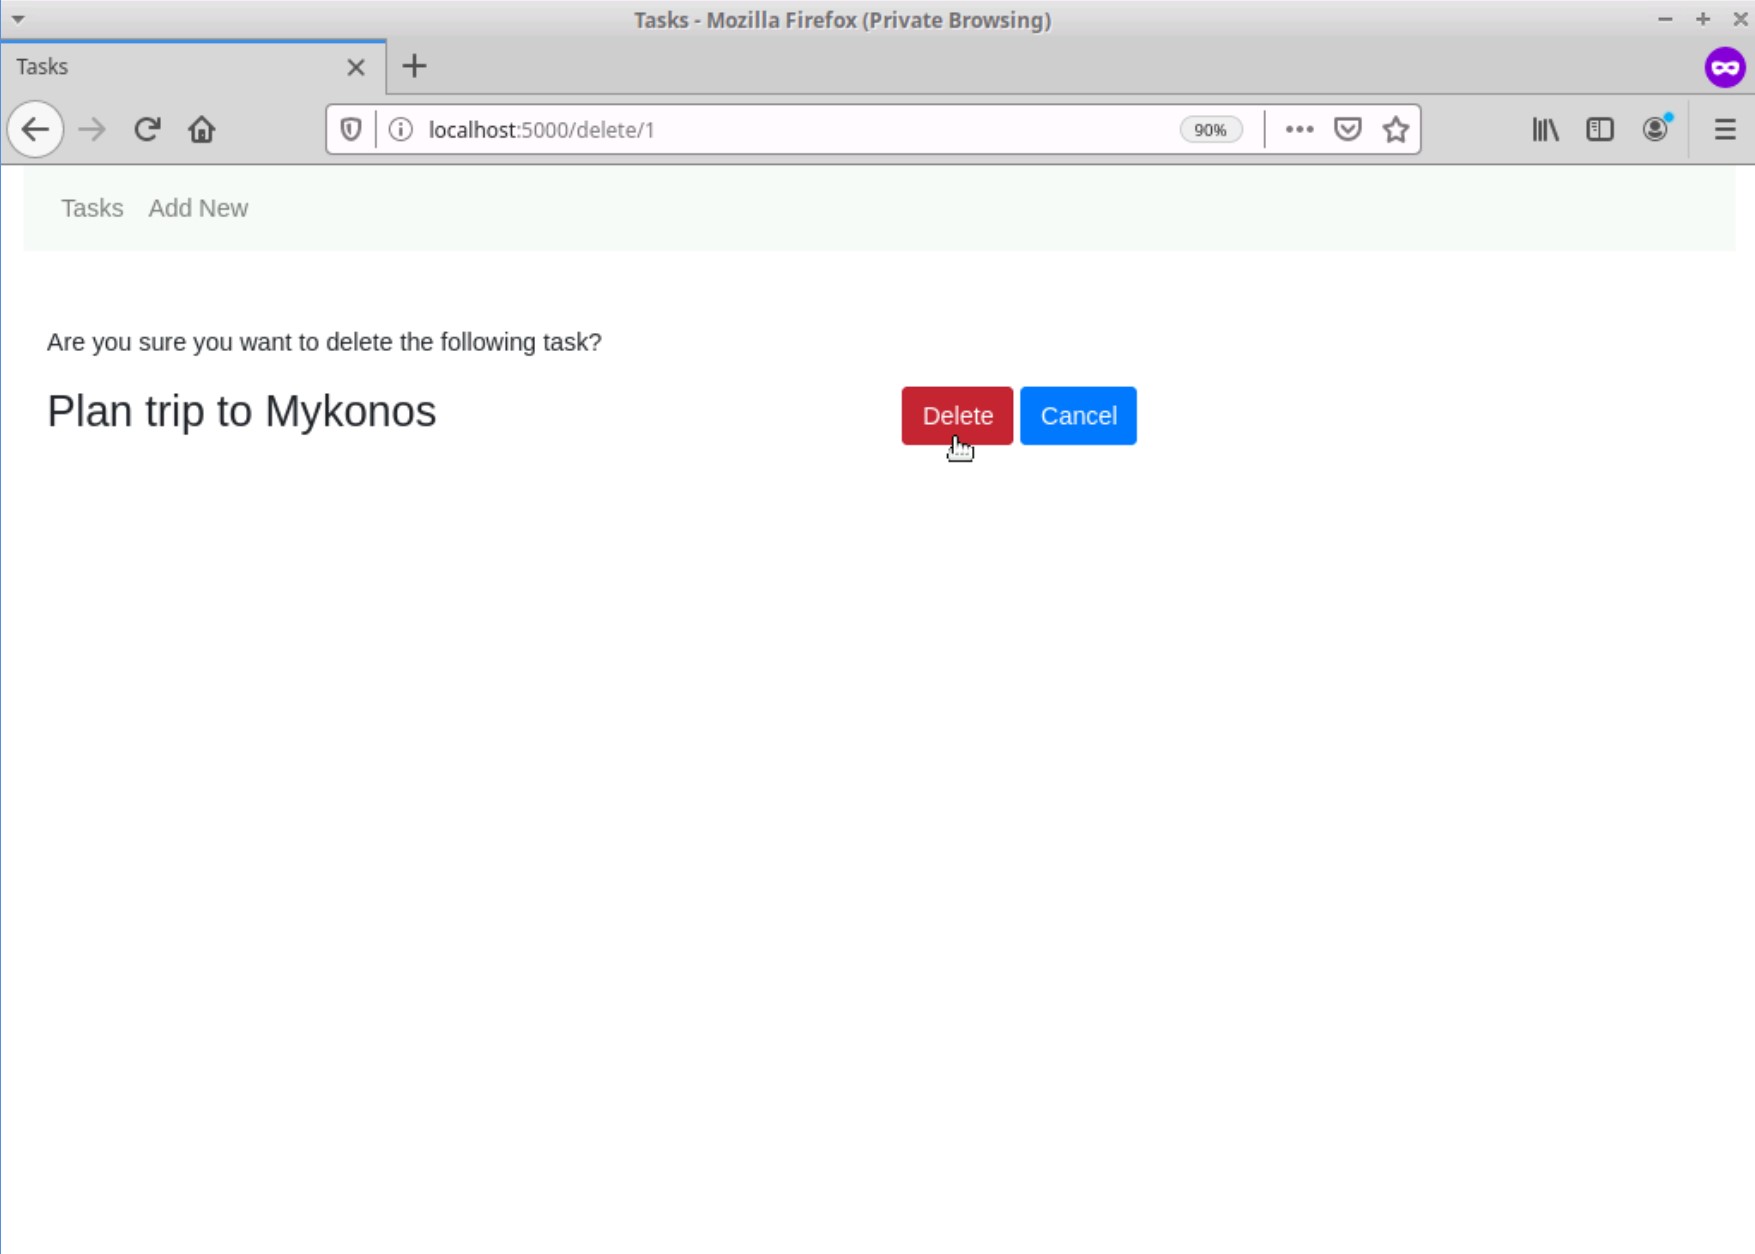 Tasks - Mozilla Firefox (Private Browsing)
Tasks
localhost:5000/delete/1
90%
Tasks Add New
Are you sure you want to delete the following task?
Plan trip to Mykonos
Delete Cancel